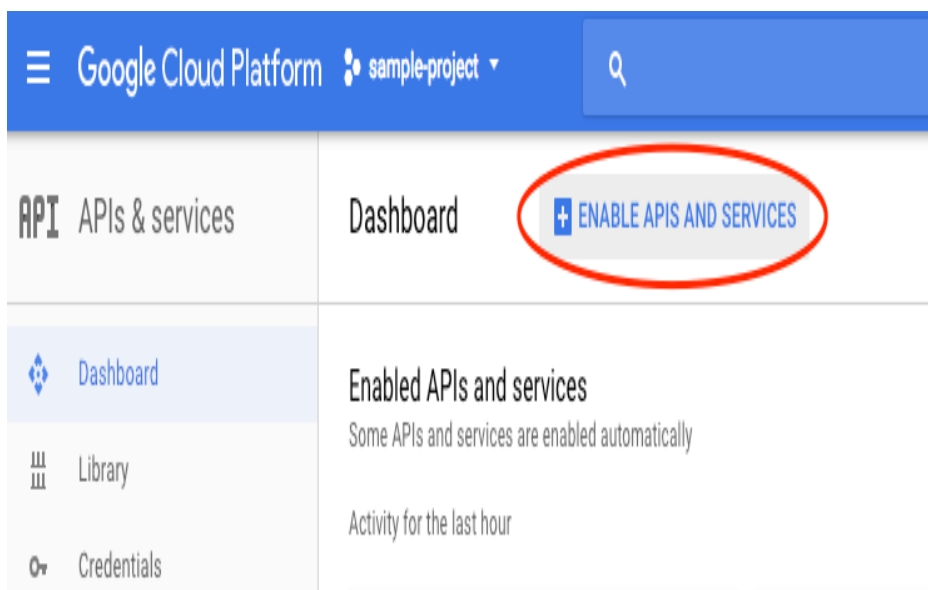 Google Cloud Platform sample-project
API APIs & services
Dashboard ENABLE APIS AND SERVICES
Dashboard
Library
Credentials
Enabled APIs and services
Some APIs and services are enabled automatically
Activity for the last hour